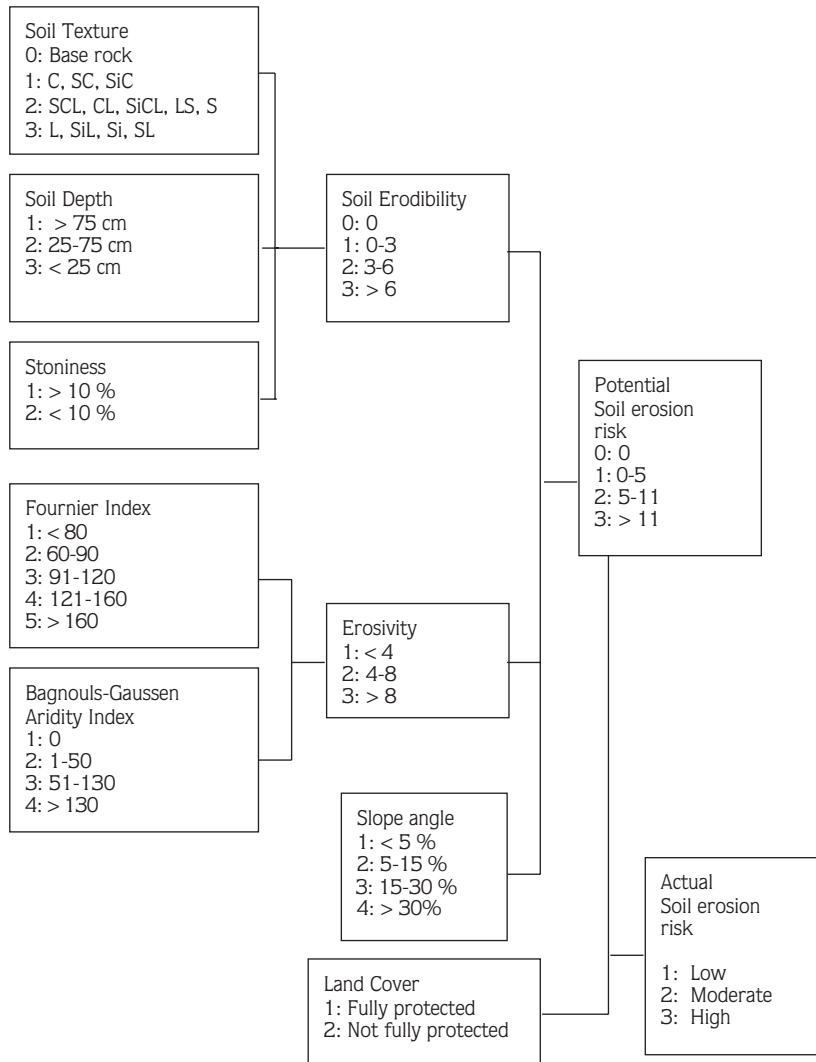 Soil Texture
0: Base rock
1: C, SC, SiC
2: SCL, CL, SiCL, LS, S
3: L, SiL, Si, SL
Soil Depth
1: > 75 cm
2: 25-75 cm
3: < 25 cm
Stoniness
1: > 10 %
2: < 10 %
Soil Erodibility
0: 0
1: 0-3
2: 3-6
3: > 6
Fournier Index
1: < 80
2: 60-90
3: 91-120
4: 121-160
5: > 160
Bagnouls-Gaussen
Aridity Index
1: 0
2: 1-50
3: 51-130
4: > 130
Erosivity
1: < 4
2: 4-8
3: > 8
Slope angle
1: < 5 %
2: 5-15 %
3: 15-30 %
4: > 30%
Potential
Soil erosion
risk
0: 0
1: 0-5
2: 5-11
3: > 11
Land Cover
1: Fully protected
2: Not fully protected
Actual
Soil erosion
risk
1: Low
2: Moderate
3: High